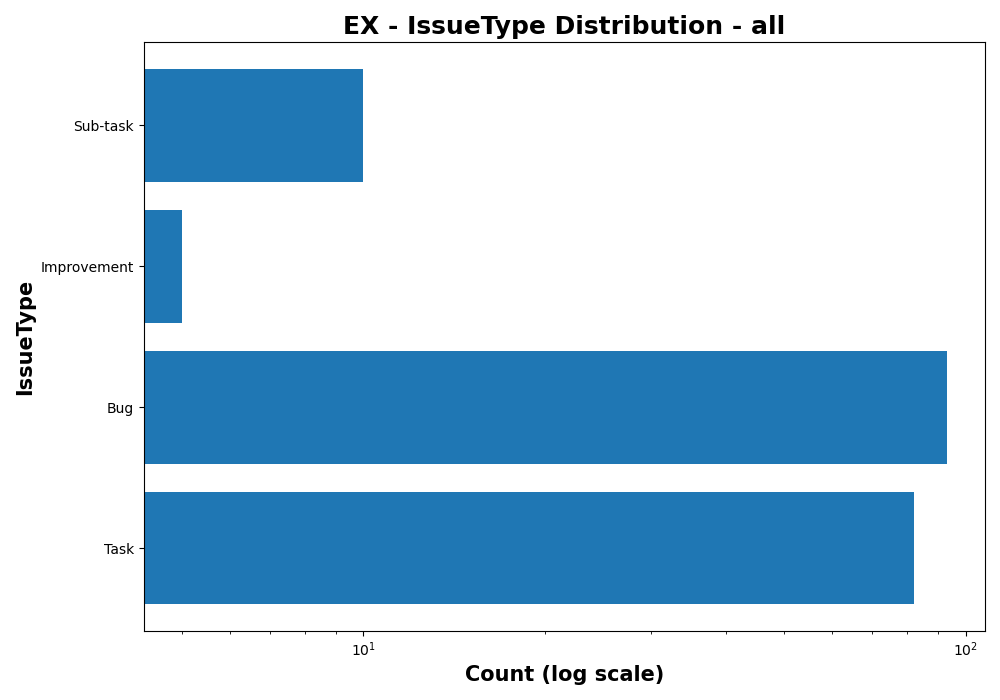 EX - IssueType Distribution - all
Sub-task
Improvement
Bug
Task
IssueType
10¹
10²
Count (log scale)